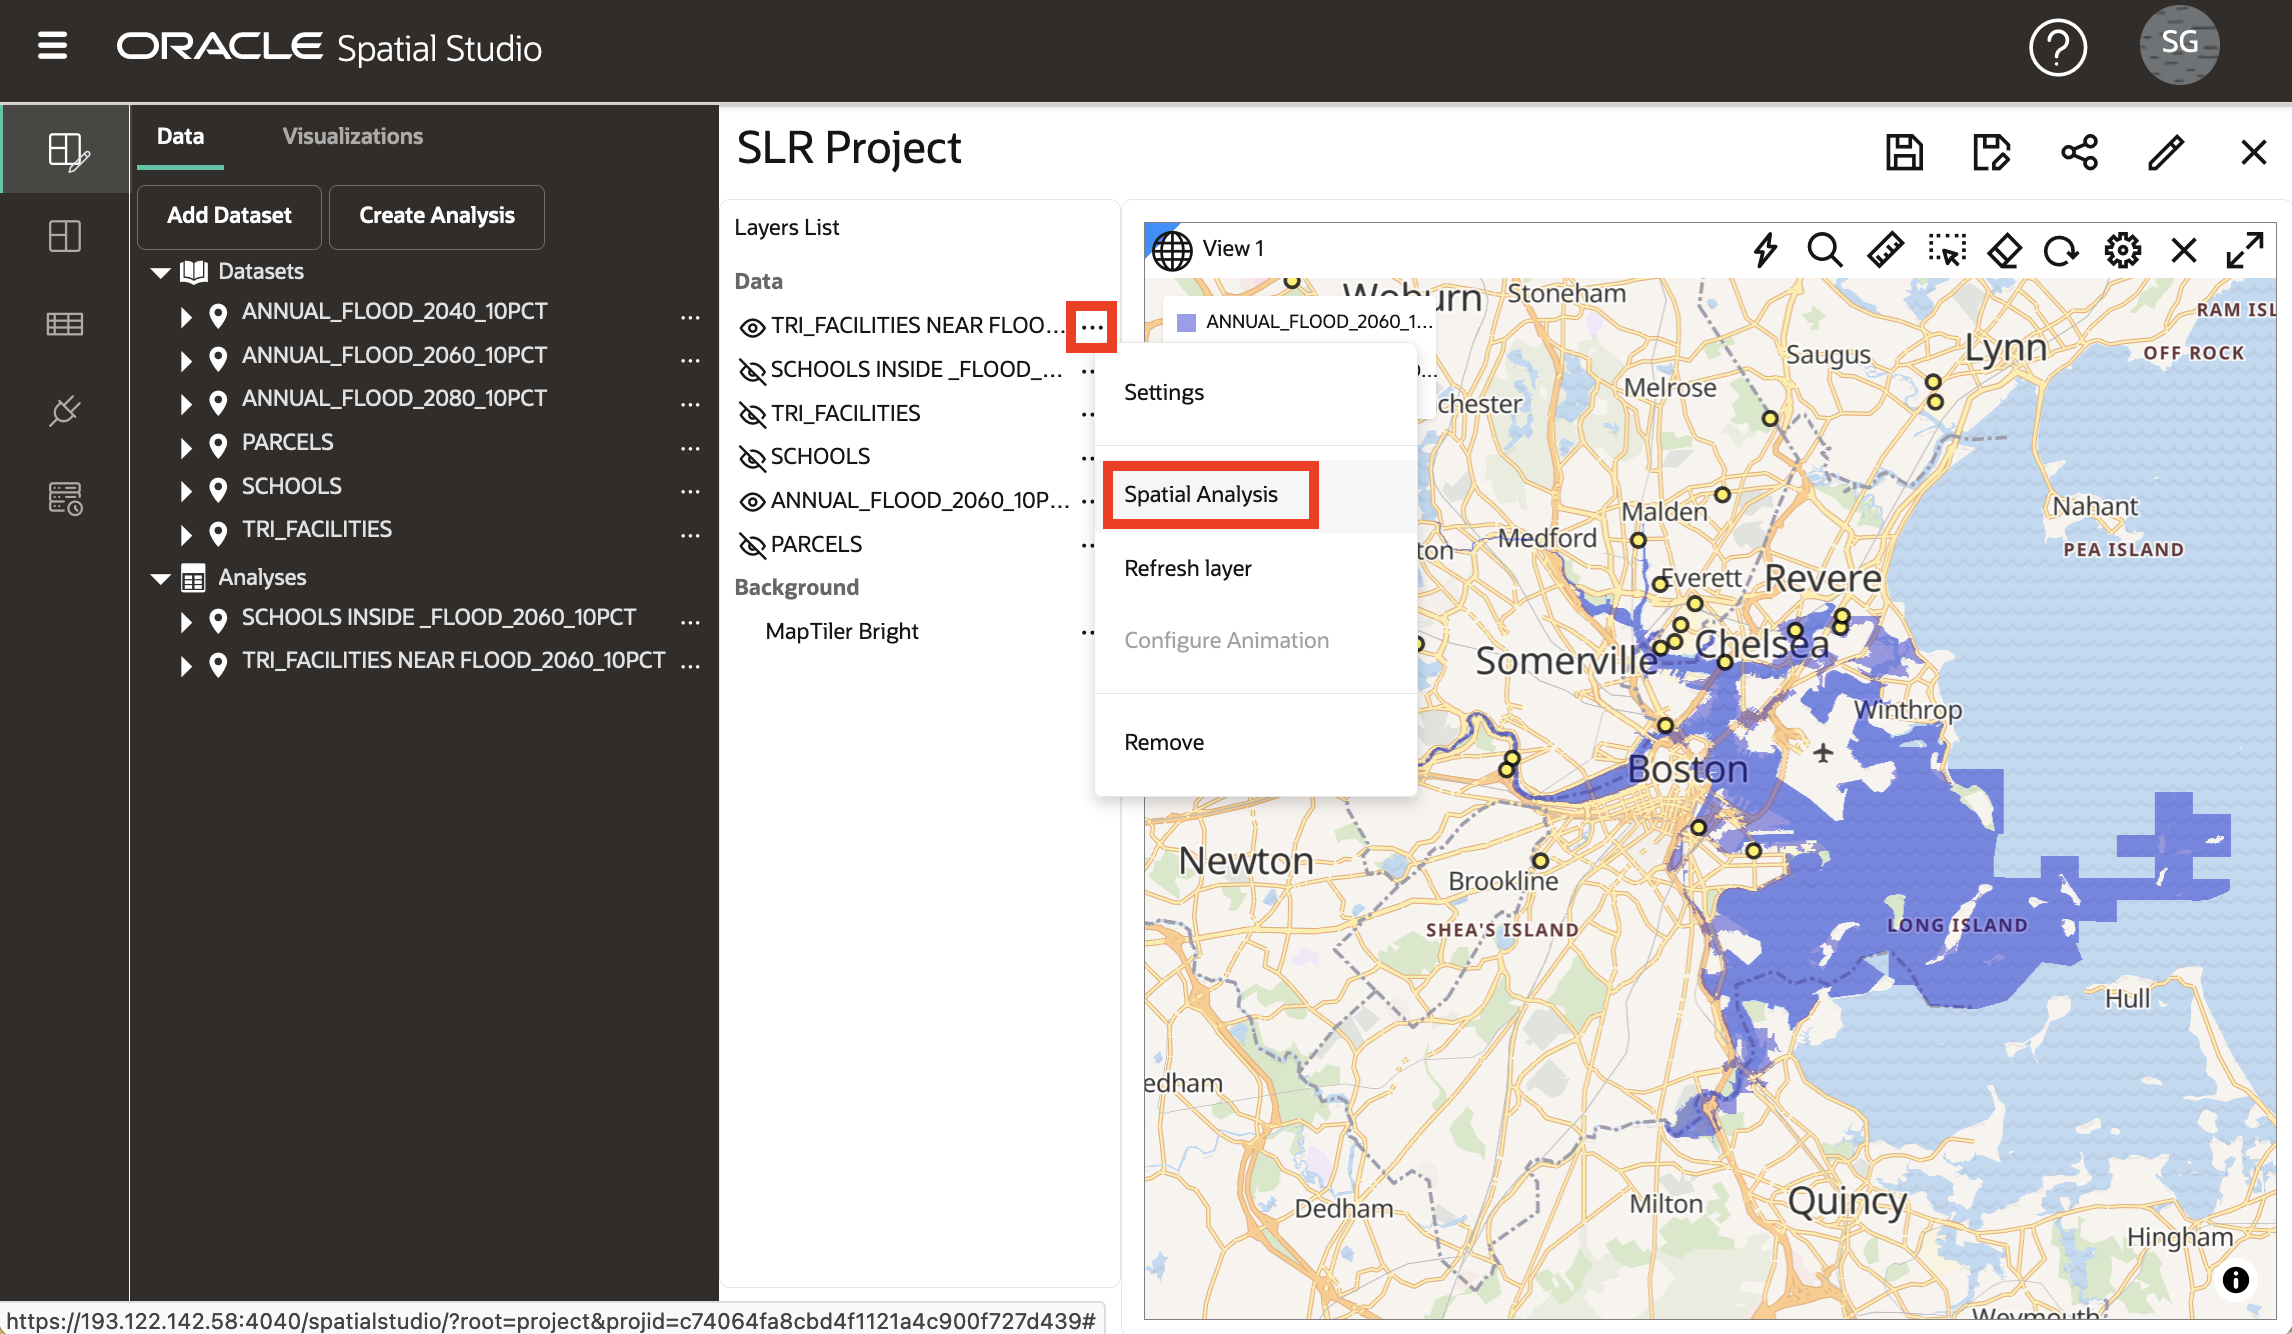 ORACLE Spatial Studio
SG
Data
Visualizations
Add Dataset
Create Analysis
Datasets
ANNUAL_FLOOD_2040_10PCT
ANNUAL_FLOOD_2060_10PCT
ANNUAL_FLOOD_2080_10PCT
PARCELS
SCHOOLS
TRI_FACILITIES
Analyses
SCHOOLS INSIDE _FLOOD_2060_10PCT
TRI_FACILITIES NEAR FLOOD_2060_10PCT
SLR Project
Layers List
Data
TRI_FACILITIES NEAR FLOO...
SCHOOLS INSIDE _FLOOD_...
TRI_FACILITIES
SCHOOLS
ANNUAL_FLOOD_2060_10P...
PARCELS
Background
MapTiler Bright
Settings
Spatial Analysis
Refresh layer
Configure Animation
Remove
View 1
ANNUAL_FLOOD_2060_1...
Woburn
Stoneham
RAM ISL
Saugus
Lynn
OFF ROCK
Melrose
chester
Nahant
Malden
PEA ISLAND
ton
Medford
Everett
Revere
Chelsea
Somerville
Winthrop
Boston
Newton
Brookline
SHEA'S ISLAND
LONG ISLAND
Hull
edham
Dedham
Milton
Quincy
Hingham
Weymouth
https://193.122.142.58:4040/spatialstudio/?root=project&projid=c74064fa8cbd4f1121a4c900f727d439#